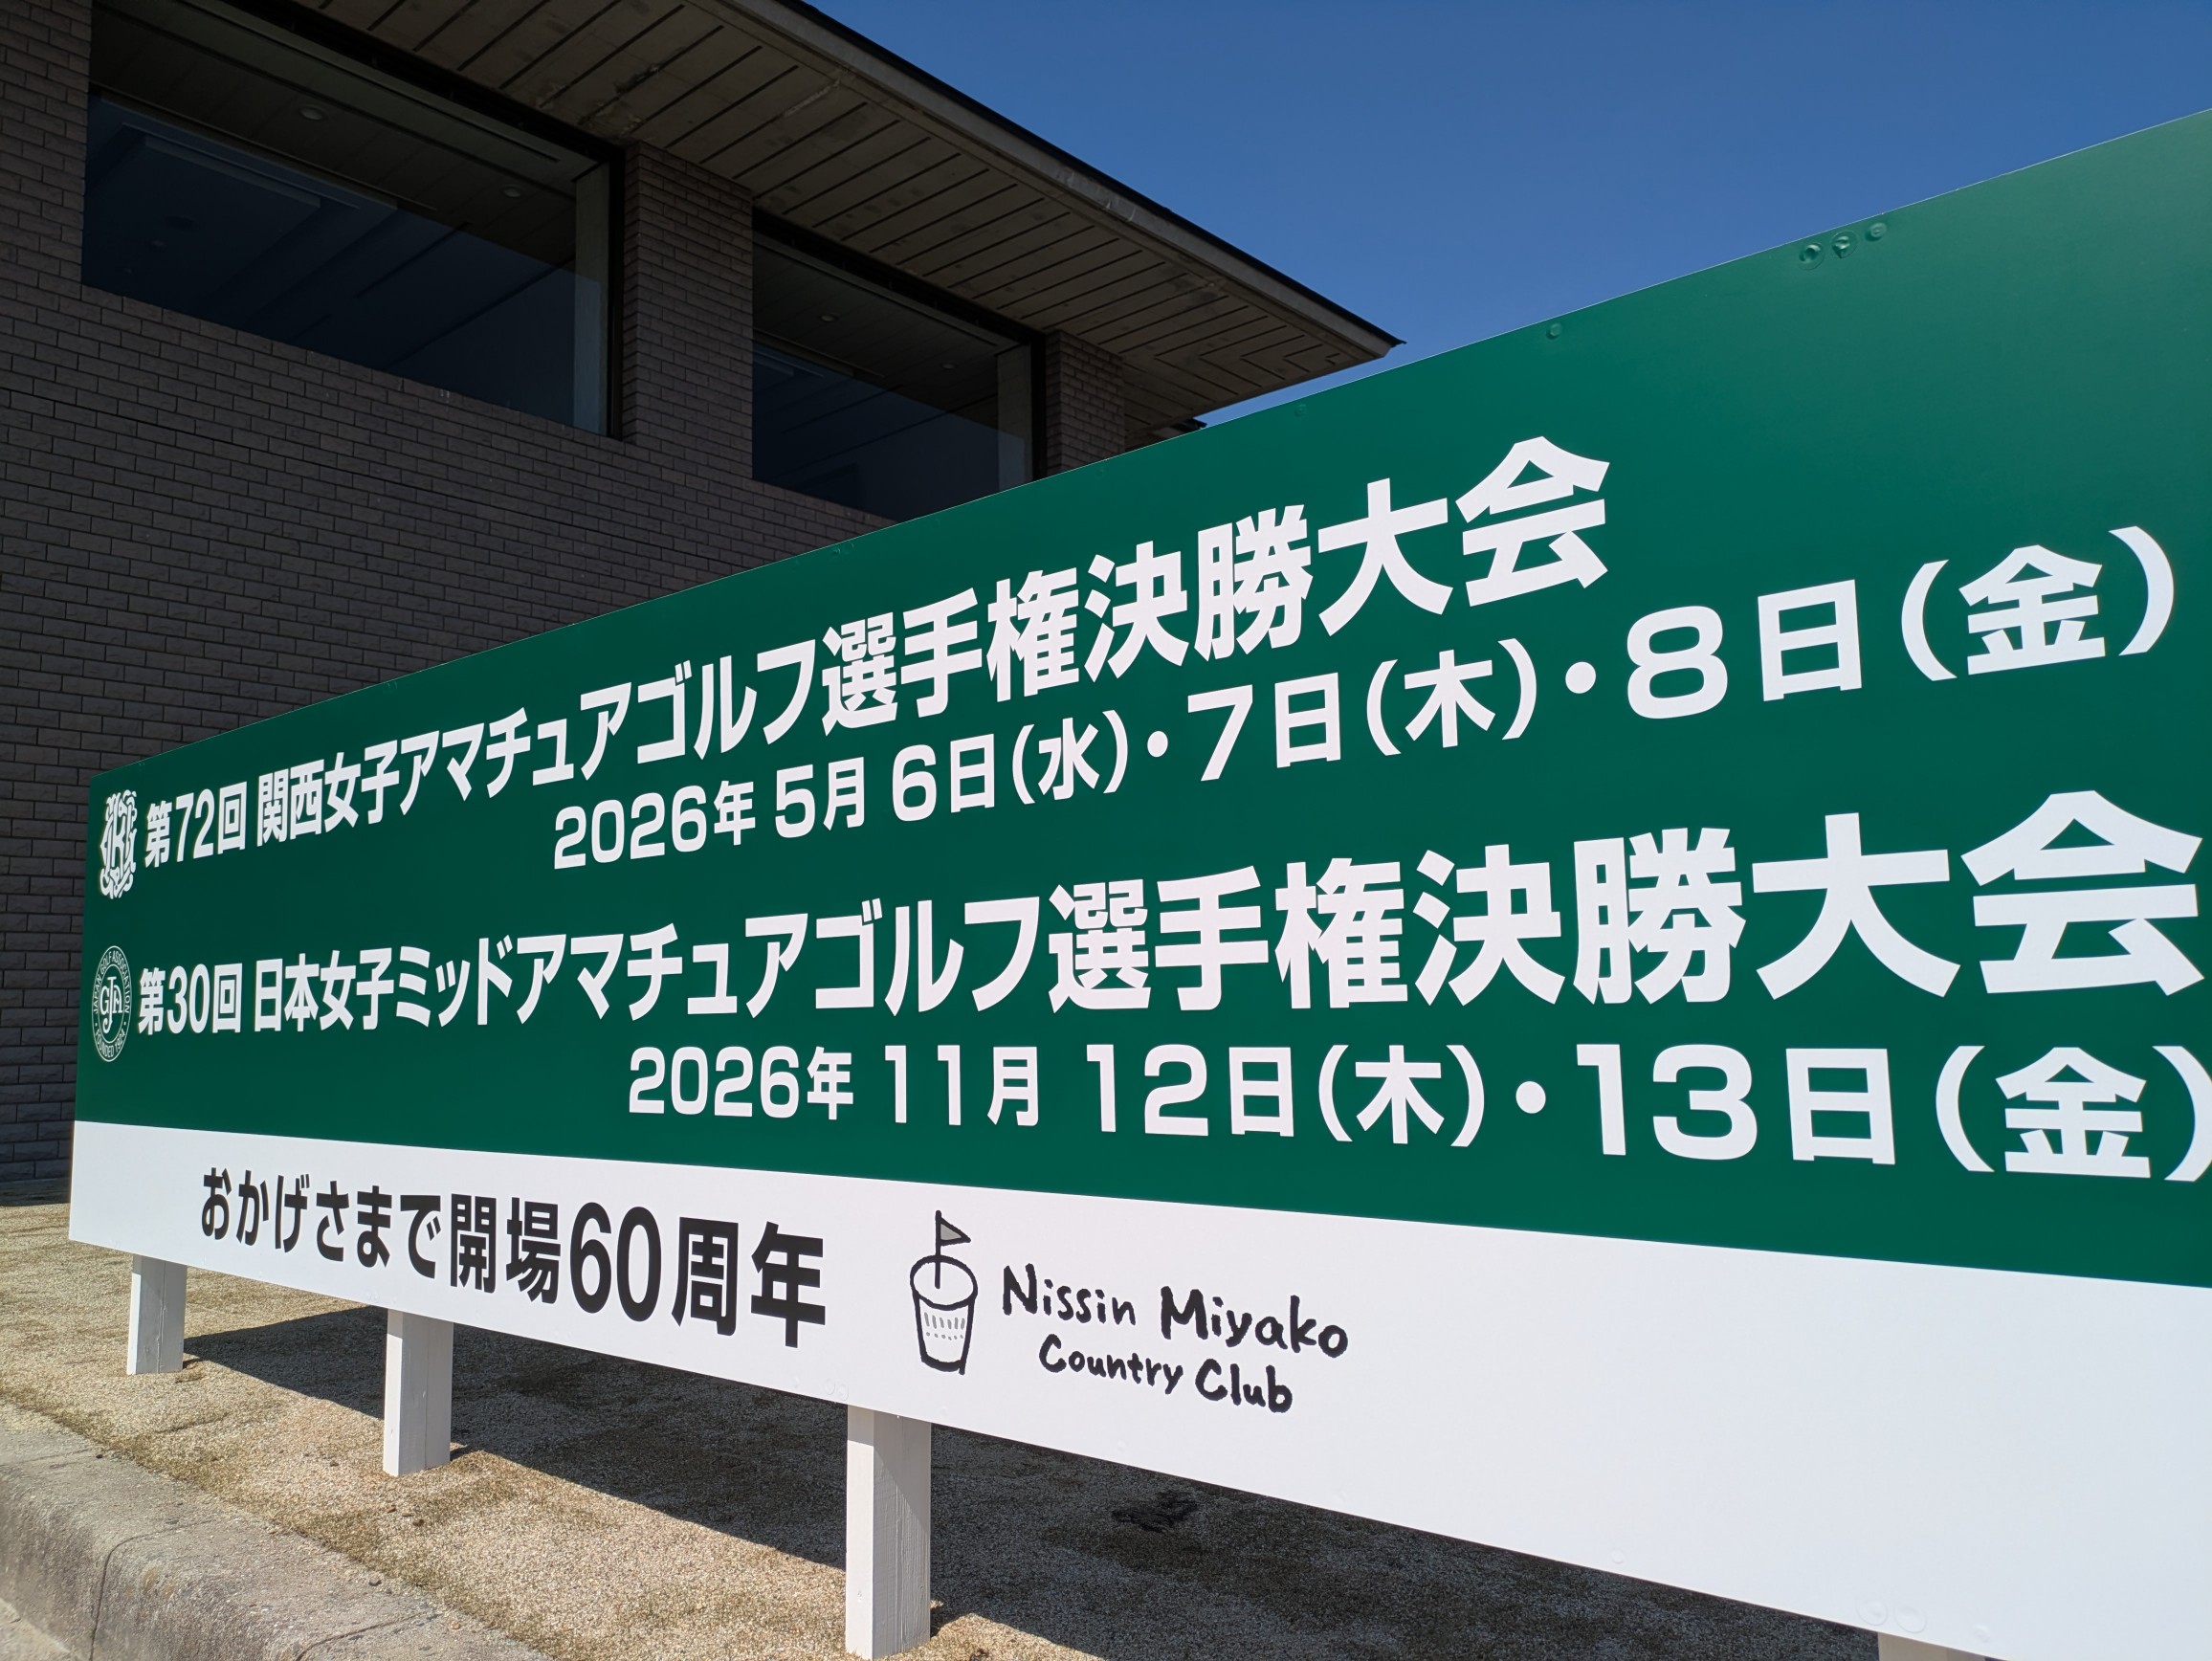 第72回 関西女子アマチュアゴルフ選手権決勝大会
2026年 5月 6日(水)・7日(木)・8日(金)
JAPAN GOLF ASSOCIATION
JGA
第30回 日本女子ミッドアマチュアゴルフ選手権決勝大会
2026年 11月 12日(木)・13日(金)
おかげさまで開場60周年
Nissin Miyako
Country Club